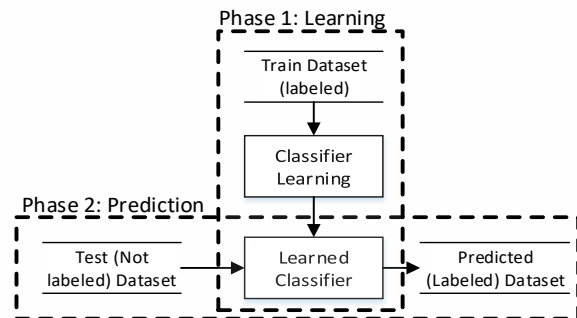 Phase 1: Learning
Train Dataset
(labeled)
Classifier
Learning
Phase 2: Prediction
Test (Not
labeled) Dataset
Learned
Classifier
Predicted
(Labeled) Dataset